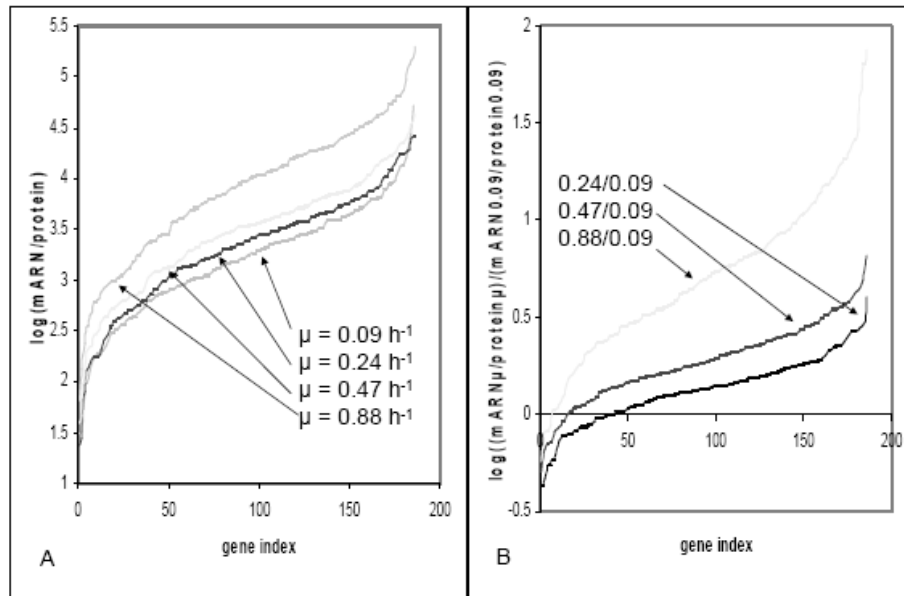 5.5
5
4.5
4
3.5
3
2.5
2
1.5
1
log(mARN/protein)
µ = 0.09 h-1
µ = 0.24 h-1
µ = 0.47 h-1
µ = 0.88 h-1
0
50
100
150
200
gene index
A
2
1.5
1
0.5
0
-0.5
log((mARNµ/proteinµ)/(mARN0.09/protein0.09)
0.24/0.09
0.47/0.09
0.88/0.09
0
50
100
150
200
gene index
B